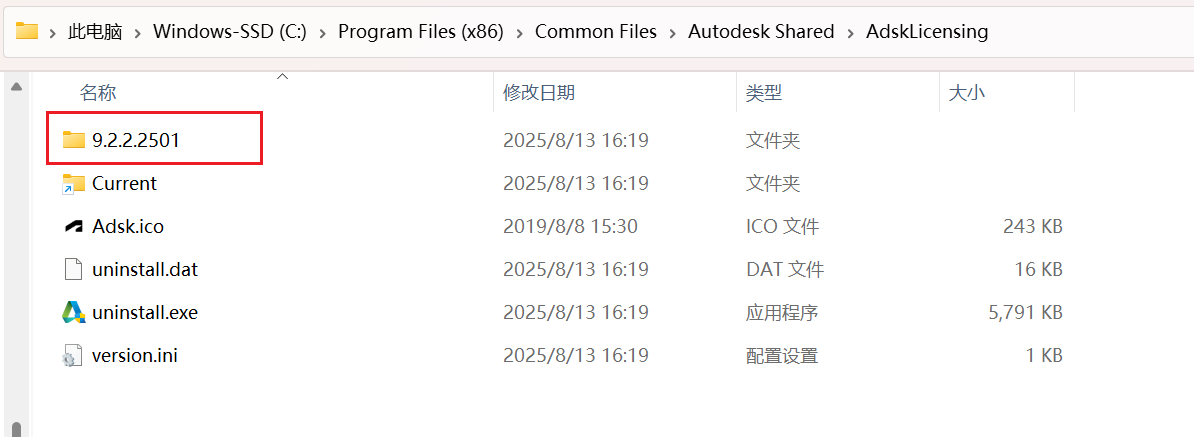 此电脑 > Windows-SSD (C:) > Program Files (x86) > Common Files > Autodesk Shared > AdskLicensing
名称 修改日期 类型 大小
9.2.2.2501 2025/8/13 16:19 文件夹
Current 2025/8/13 16:19 文件夹
Adsk.ico 2019/8/8 15:30 ICO 文件 243 KB
uninstall.dat 2025/8/13 16:19 DAT 文件 16 KB
uninstall.exe 2025/8/13 16:19 应用程序 5,791 KB
version.ini 2025/8/13 16:19 配置设置 1 KB